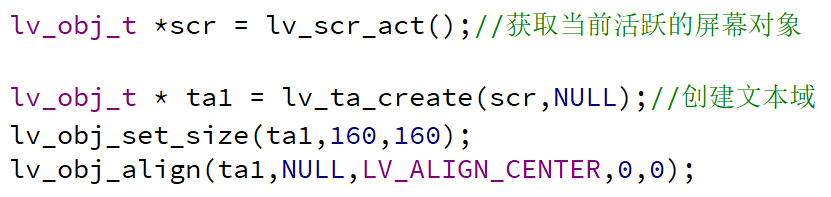 lv_obj_t *scr = lv_scr_act();//获取当前活跃的屏幕对象
lv_obj_t * ta1 = lv_ta_create(scr,NULL);//创建文本域
lv_obj_set_size(ta1,160,160);
lv_obj_align(ta1,NULL,LV_ALIGN_CENTER,0,0);